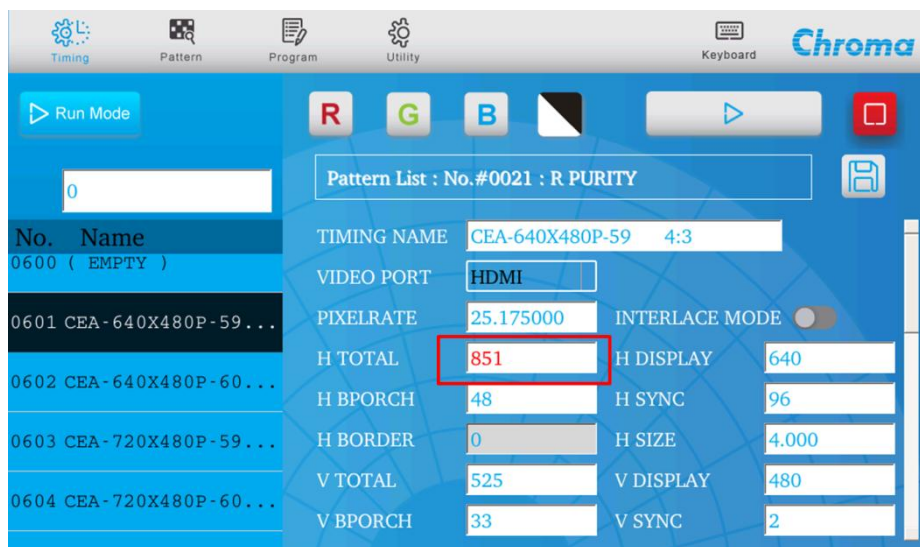 Timing Pattern Program Utility Keyboard Chroma
Run Mode R G B
0
Pattern List : No.#0021 : R PURITY
No. Name
0600 ( EMPTY )
0601 CEA-640X480P-59...
0602 CEA-640X480P-60...
0603 CEA-720X480P-59...
0604 CEA-720X480P-60...
TIMING NAME CEA-640X480P-59 4:3
VIDEO PORT HDMI
PIXELRATE 25.175000 INTERLACE MODE
H TOTAL 851 H DISPLAY 640
H BPORCH 48 H SYNC 96
H BORDER 0 H SIZE 4.000
V TOTAL 525 V DISPLAY 480
V BPORCH 33 V SYNC 2